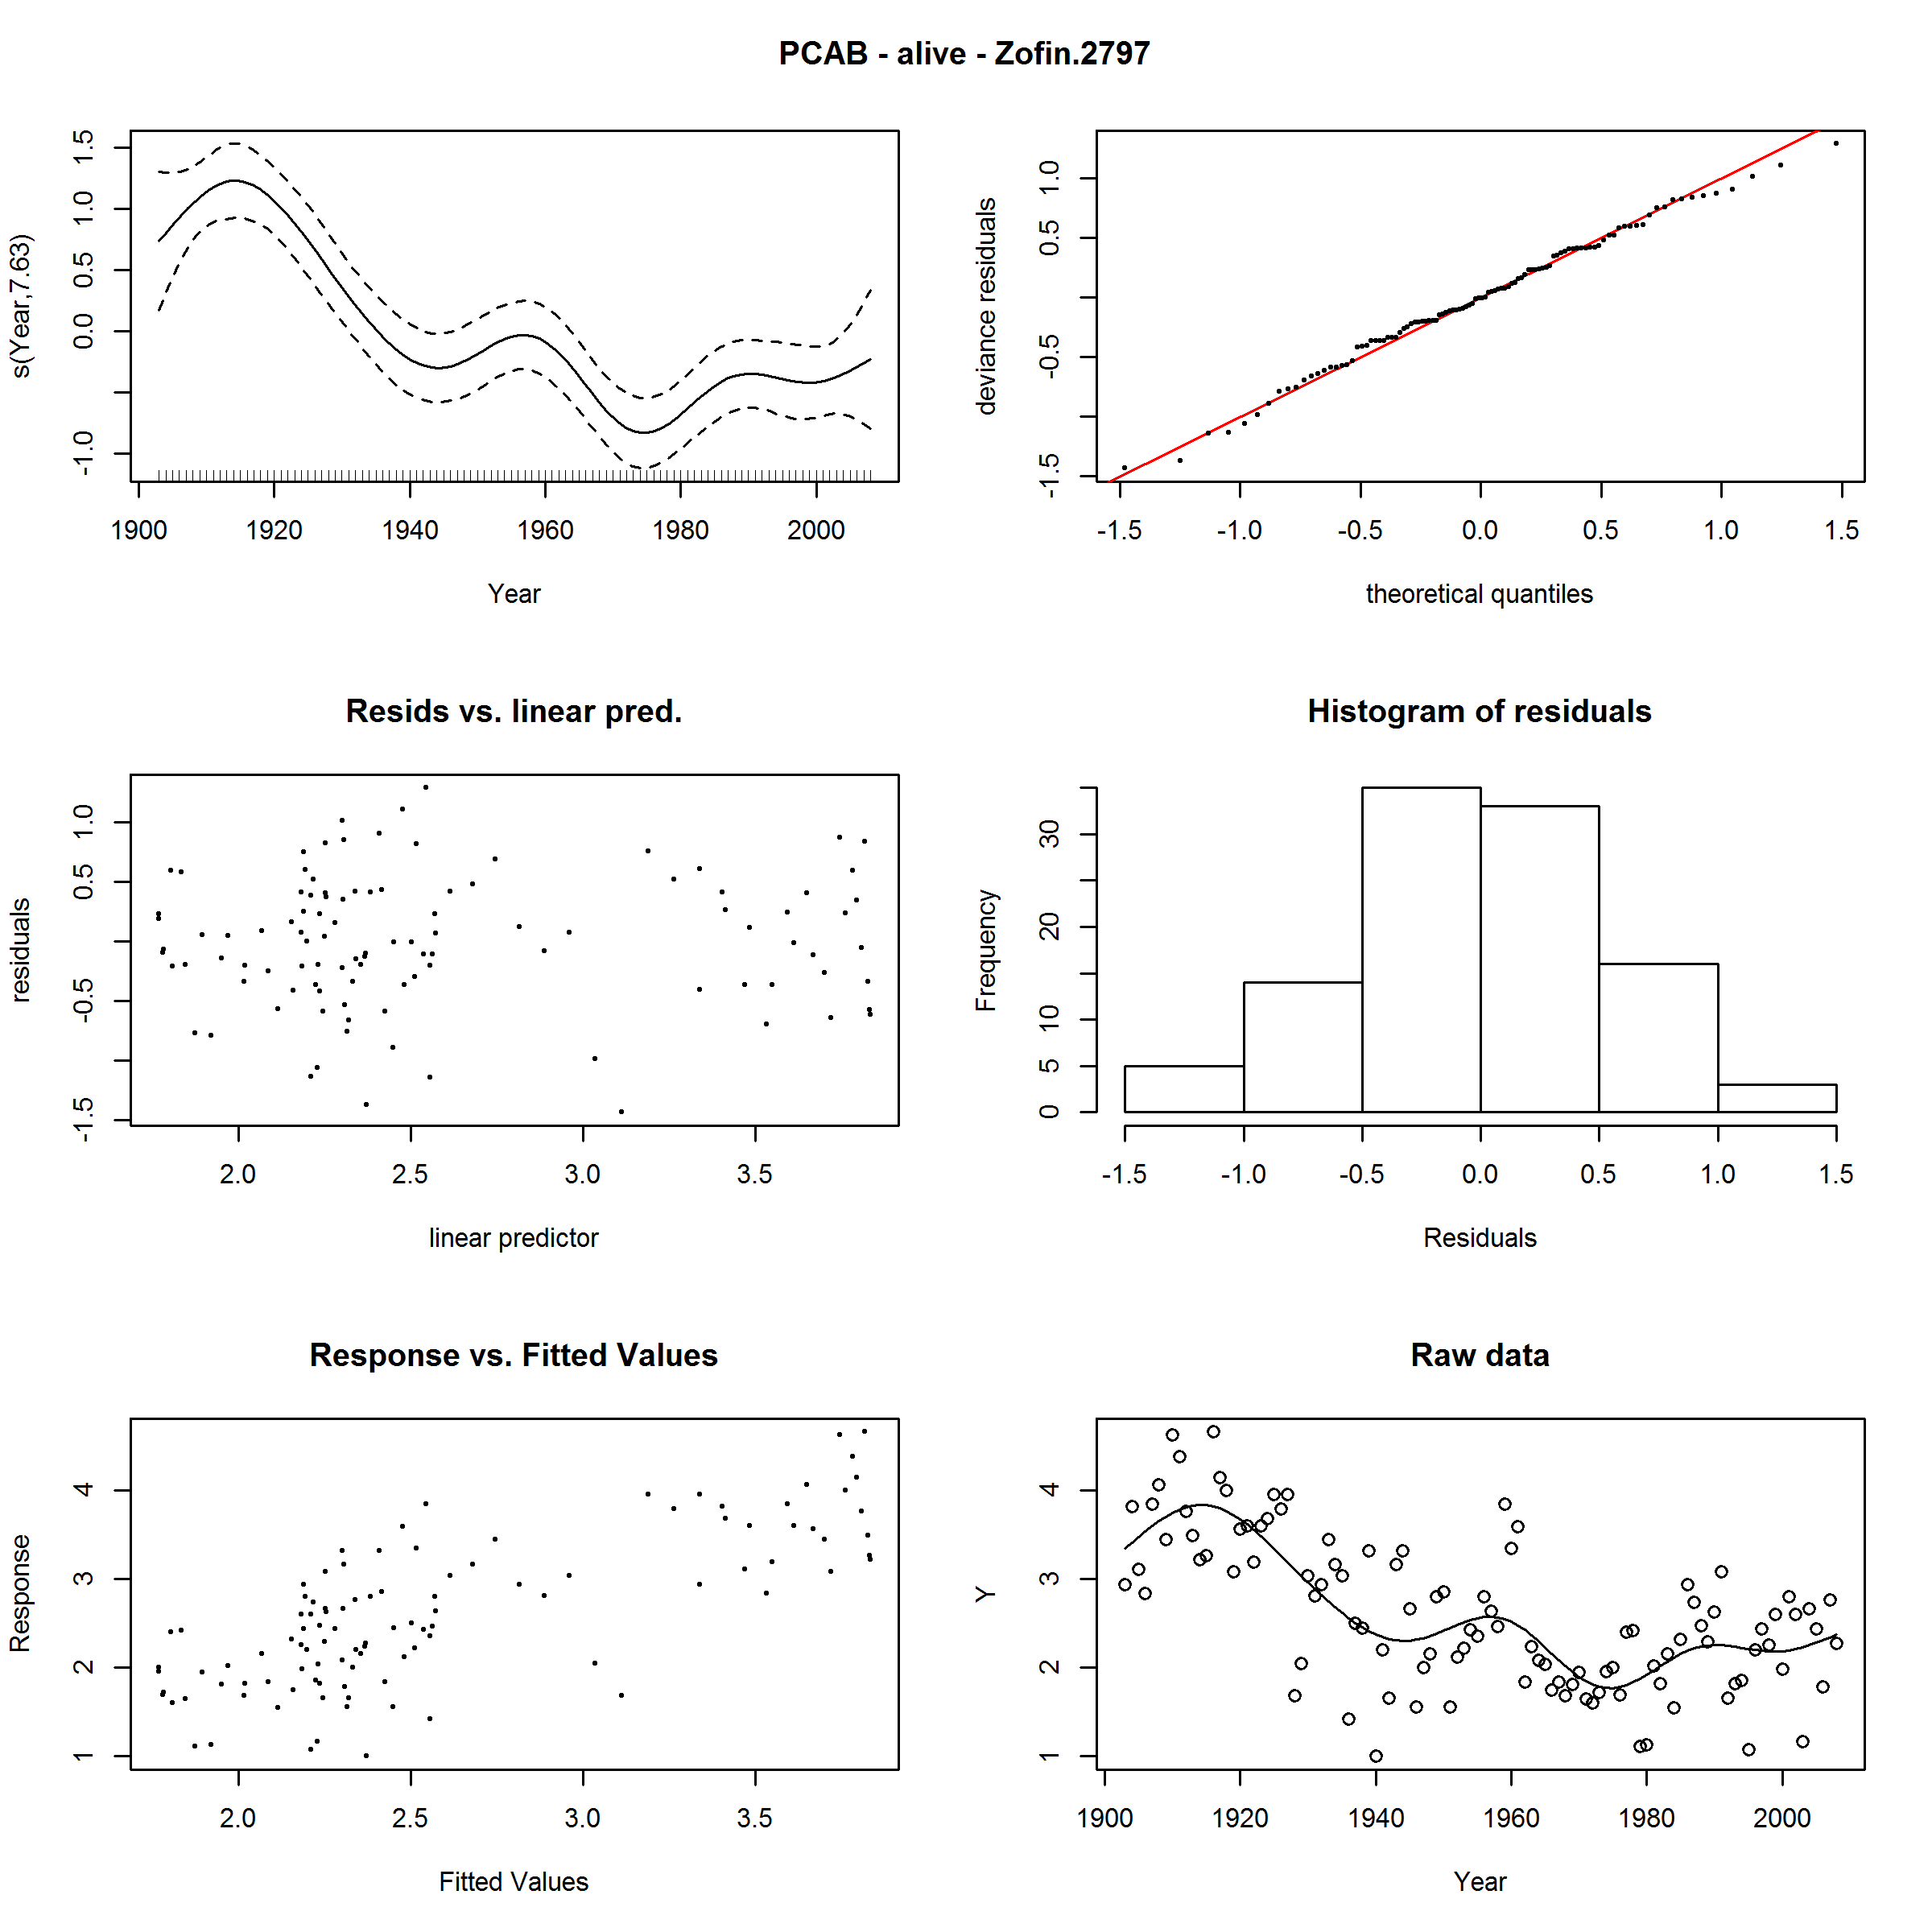 PCAB - alive - Zofin.2797
s(Year,7.63)
1.5
1.0
0.5
0.0
-1.0
1900 1920 1940 1960 1980 2000
Year
deviance residuals
1.0
0.5
-0.5
-1.5
-1.5 -1.0 -0.5 0.0 0.5 1.0 1.5
theoretical quantiles
Resids vs. linear pred.
residuals
1.0
0.5
-0.5
-1.5
2.0 2.5 3.0 3.5
linear predictor
Histogram of residuals
Frequency
30
20
10
5
0
-1.5 -1.0 -0.5 0.0 0.5 1.0 1.5
Residuals
Response vs. Fitted Values
Response
4
3
2
1
2.0 2.5 3.0 3.5
Fitted Values
Raw data
Y
4
3
2
1
1900 1920 1940 1960 1980 2000
Year